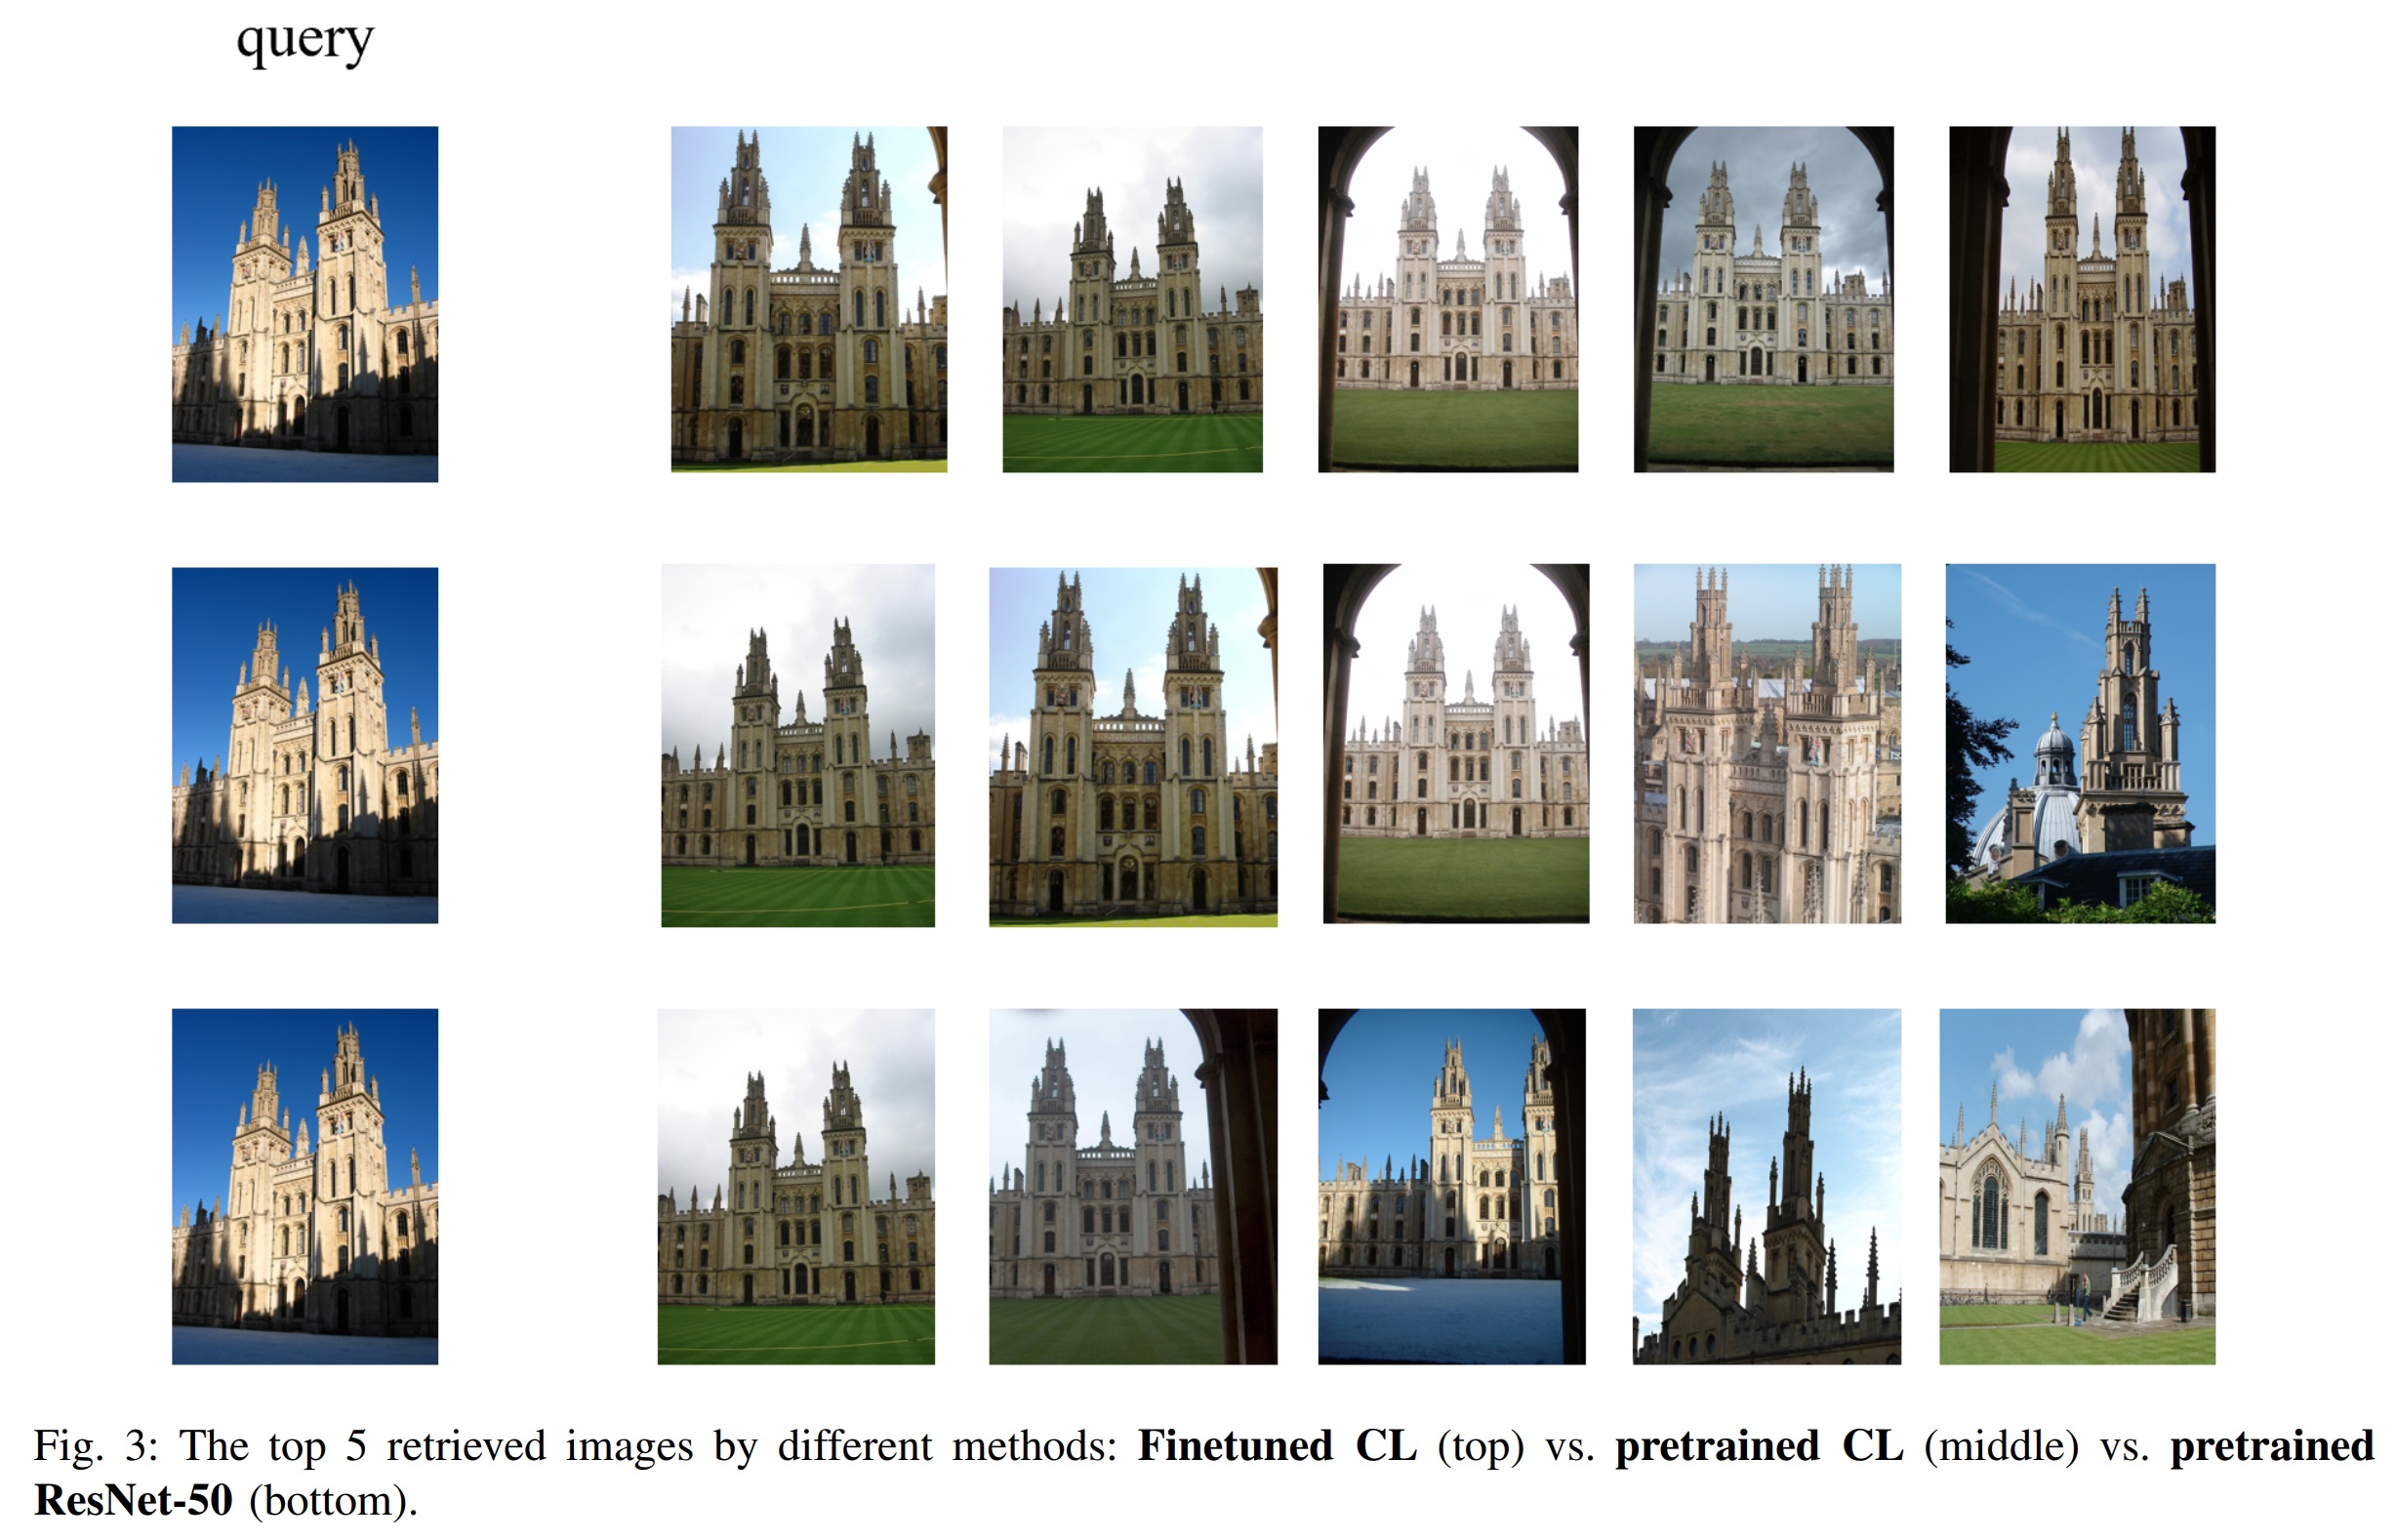 query
Fig. 3: The top 5 retrieved images by different methods: Finetuned CL (top) vs. pretrained CL (middle) vs. pretrained
ResNet-50 (bottom).